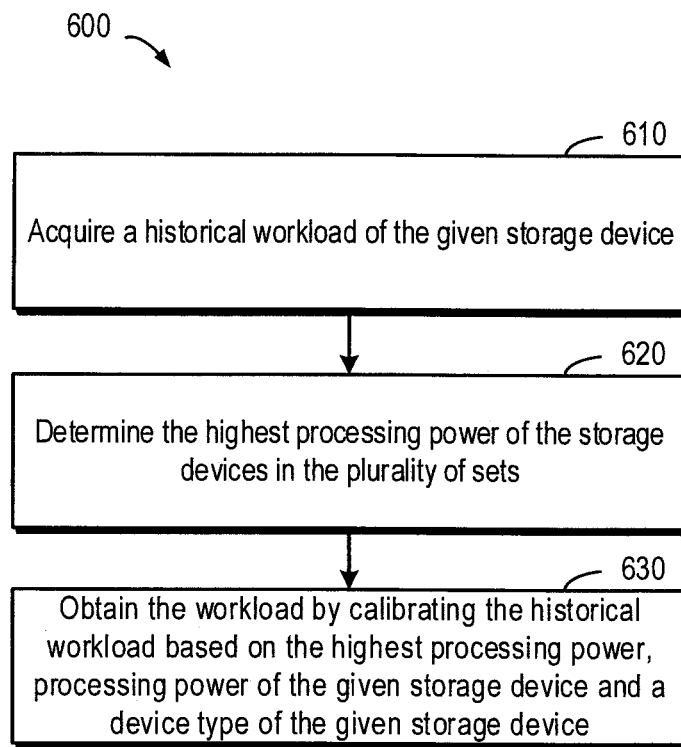 600
610
Acquire a historical workload of the given storage device
620
Determine the highest processing power of the storage
devices in the plurality of sets
630
Obtain the workload by calibrating the historical
workload based on the highest processing power,
processing power of the given storage device and a
device type of the given storage device